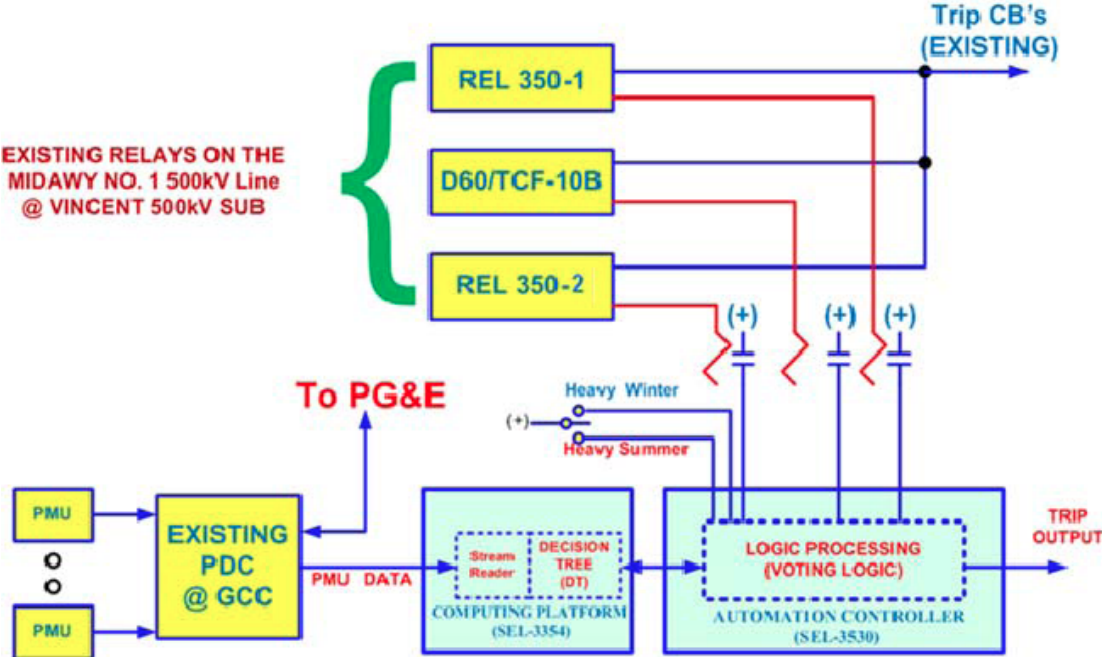 Trip CB's
(EXISTING)
REL 350-1
EXISTING RELAYS ON THE
MIDAWY NO. 1 500kV Line
@ VINCENT 500kV SUB
D60/TCF-10B
REL 350-2
(+) (+) (+)
To PG&E
Heavy Winter
(+)
Heavy Summer
PMU
EXISTING
PDC
@ GCC
PMU DATA
Stream
Reader
DECISION
TREE
(DT)
COMPUTING PLATFORM
(SEL-3354)
LOGIC PROCESSING
(VOTING LOGIC)
AUTOMATION CONTROLLER
(SEL-3530)
TRIP
OUTPUT
PMU